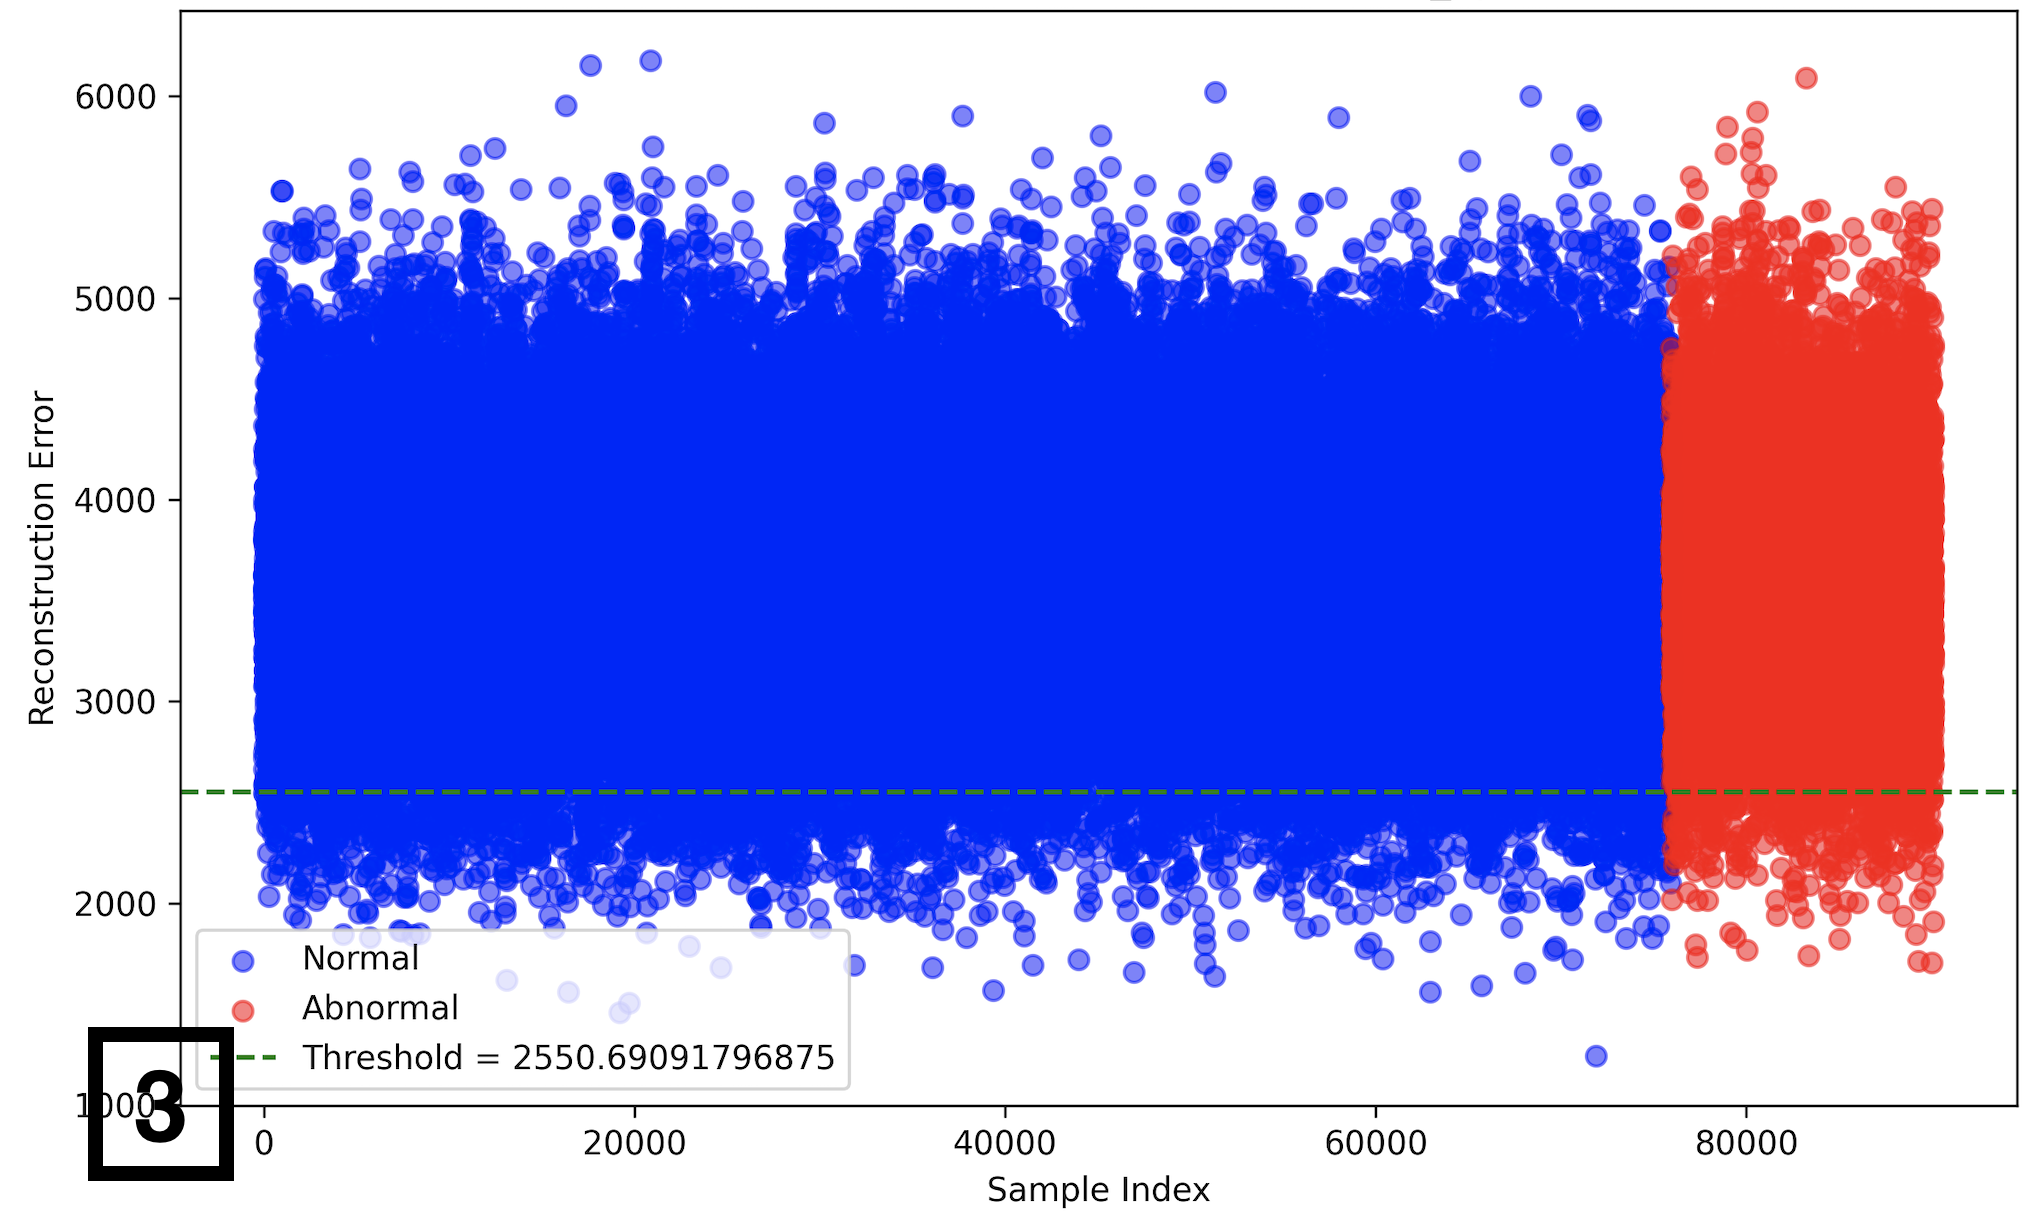 6000
5000
4000
3000
2000
1000
Reconstruction Error
Normal
Abnormal
Threshold = 2550.69091796875
3
0 20000 40000 60000 80000
Sample Index